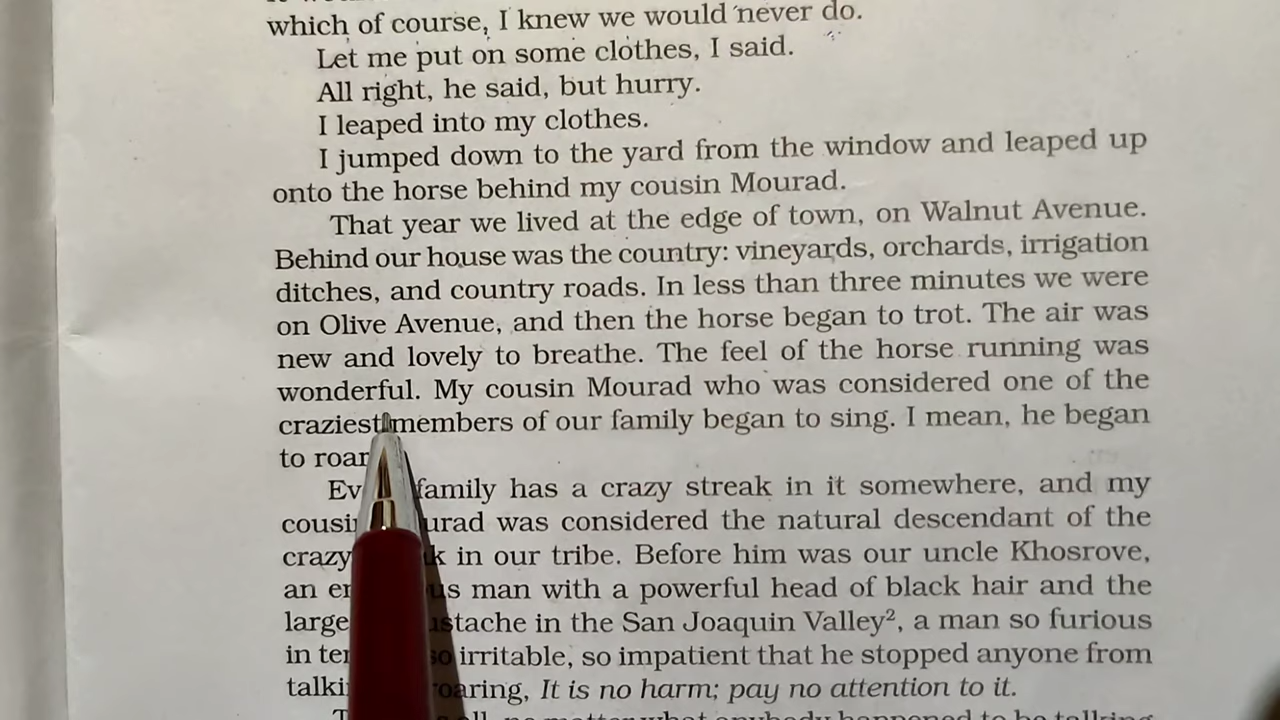 which of course, I knew we would never do.
Let me put on some clothes, I said.
All right, he said, but hurry.
I leaped into my clothes.
I jumped down to the yard from the window and leaped up
onto the horse behind my cousin Mourad.
That year we lived at the edge of town, on Walnut Avenue.
Behind our house was the country: vineyards, orchards, irrigation
ditches, and country roads. In less than three minutes we were
on Olive Avenue, and then the horse began to trot. The air was
new and lovely to breathe. The feel of the horse running was
wonderful. My cousin Mourad who was considered one of the
craziest members of our family began to sing. I mean, he began
to roar
family has a crazy streak in it somewhere, and my
was considered the natural descendant of the
crazy in our tribe. Before him was our uncle Khosrove,
an man with a powerful head of black hair and the
in the San Joaquin Valley², a man so furious
in so irritable, so impatient that he stopped anyone from
It is no harm; pay no attention to it.